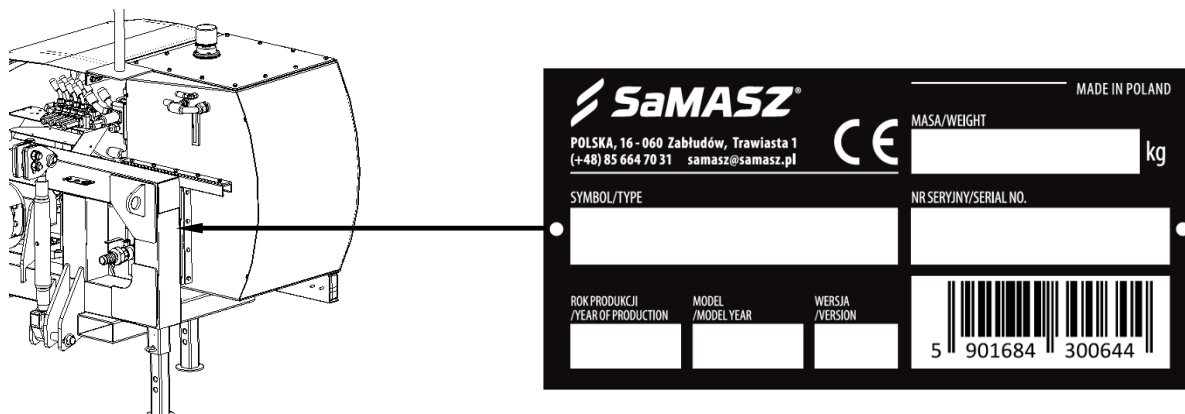 SaMASZ®
POLSKA, 16 - 060 Zabłudów, Trawiasta 1
(+48) 85 664 70 31 samasz@samasz.pl
CE
MADE IN POLAND
MASA/WEIGHT
kg
SYMBOL/TYPE
NR SERYJNY/SERIAL NO.
ROK PRODUKCJI
/YEAR OF PRODUCTION
MODEL
/MODEL YEAR
WERSJA
/VERSION
5 901684 300644